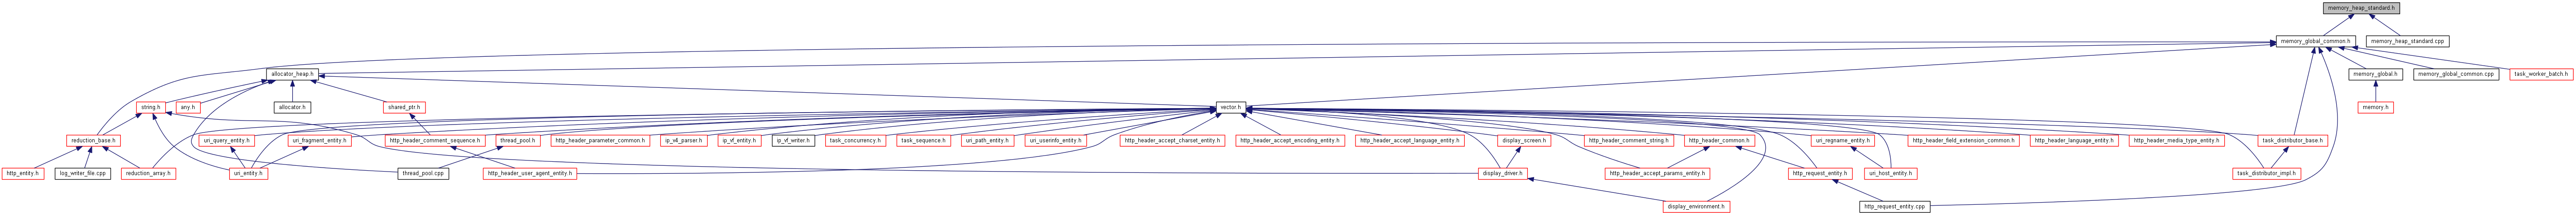 memory_heap_standard.h
memory_global_common.h
memory_heap_standard.cpp
allocator_heap.h
memory_global.h
memory_global_common.cpp
task_worker_batch.h
string.h
any.h
allocator.h
shared_ptr.h
vector.h
memory.h
reduction_base.h
uri_query_entity.h
uri_fragment_entity.h
http_header_comment_sequence.h
thread_pool.h
http_header_parameter_common.h
ip_v4_parser.h
ip_vf_entity.h
ip_vf_writer.h
task_concurrency.h
task_sequence.h
uri_path_entity.h
uri_userinfo_entity.h
http_header_accept_charset_entity.h
http_header_accept_encoding_entity.h
http_header_accept_language_entity.h
display_screen.h
http_header_comment_string.h
http_header_common.h
uri_regname_entity.h
http_header_field_extension_common.h
http_header_language_entity.h
http_header_media_type_entity.h
task_distributor_base.h
http_entity.h
log_writer_file.cpp
reduction_array.h
uri_entity.h
thread_pool.cpp
http_header_user_agent_entity.h
display_driver.h
http_header_accept_params_entity.h
http_request_entity.h
uri_host_entity.h
task_distributor_impl.h
display_environment.h
http_request_entity.cpp